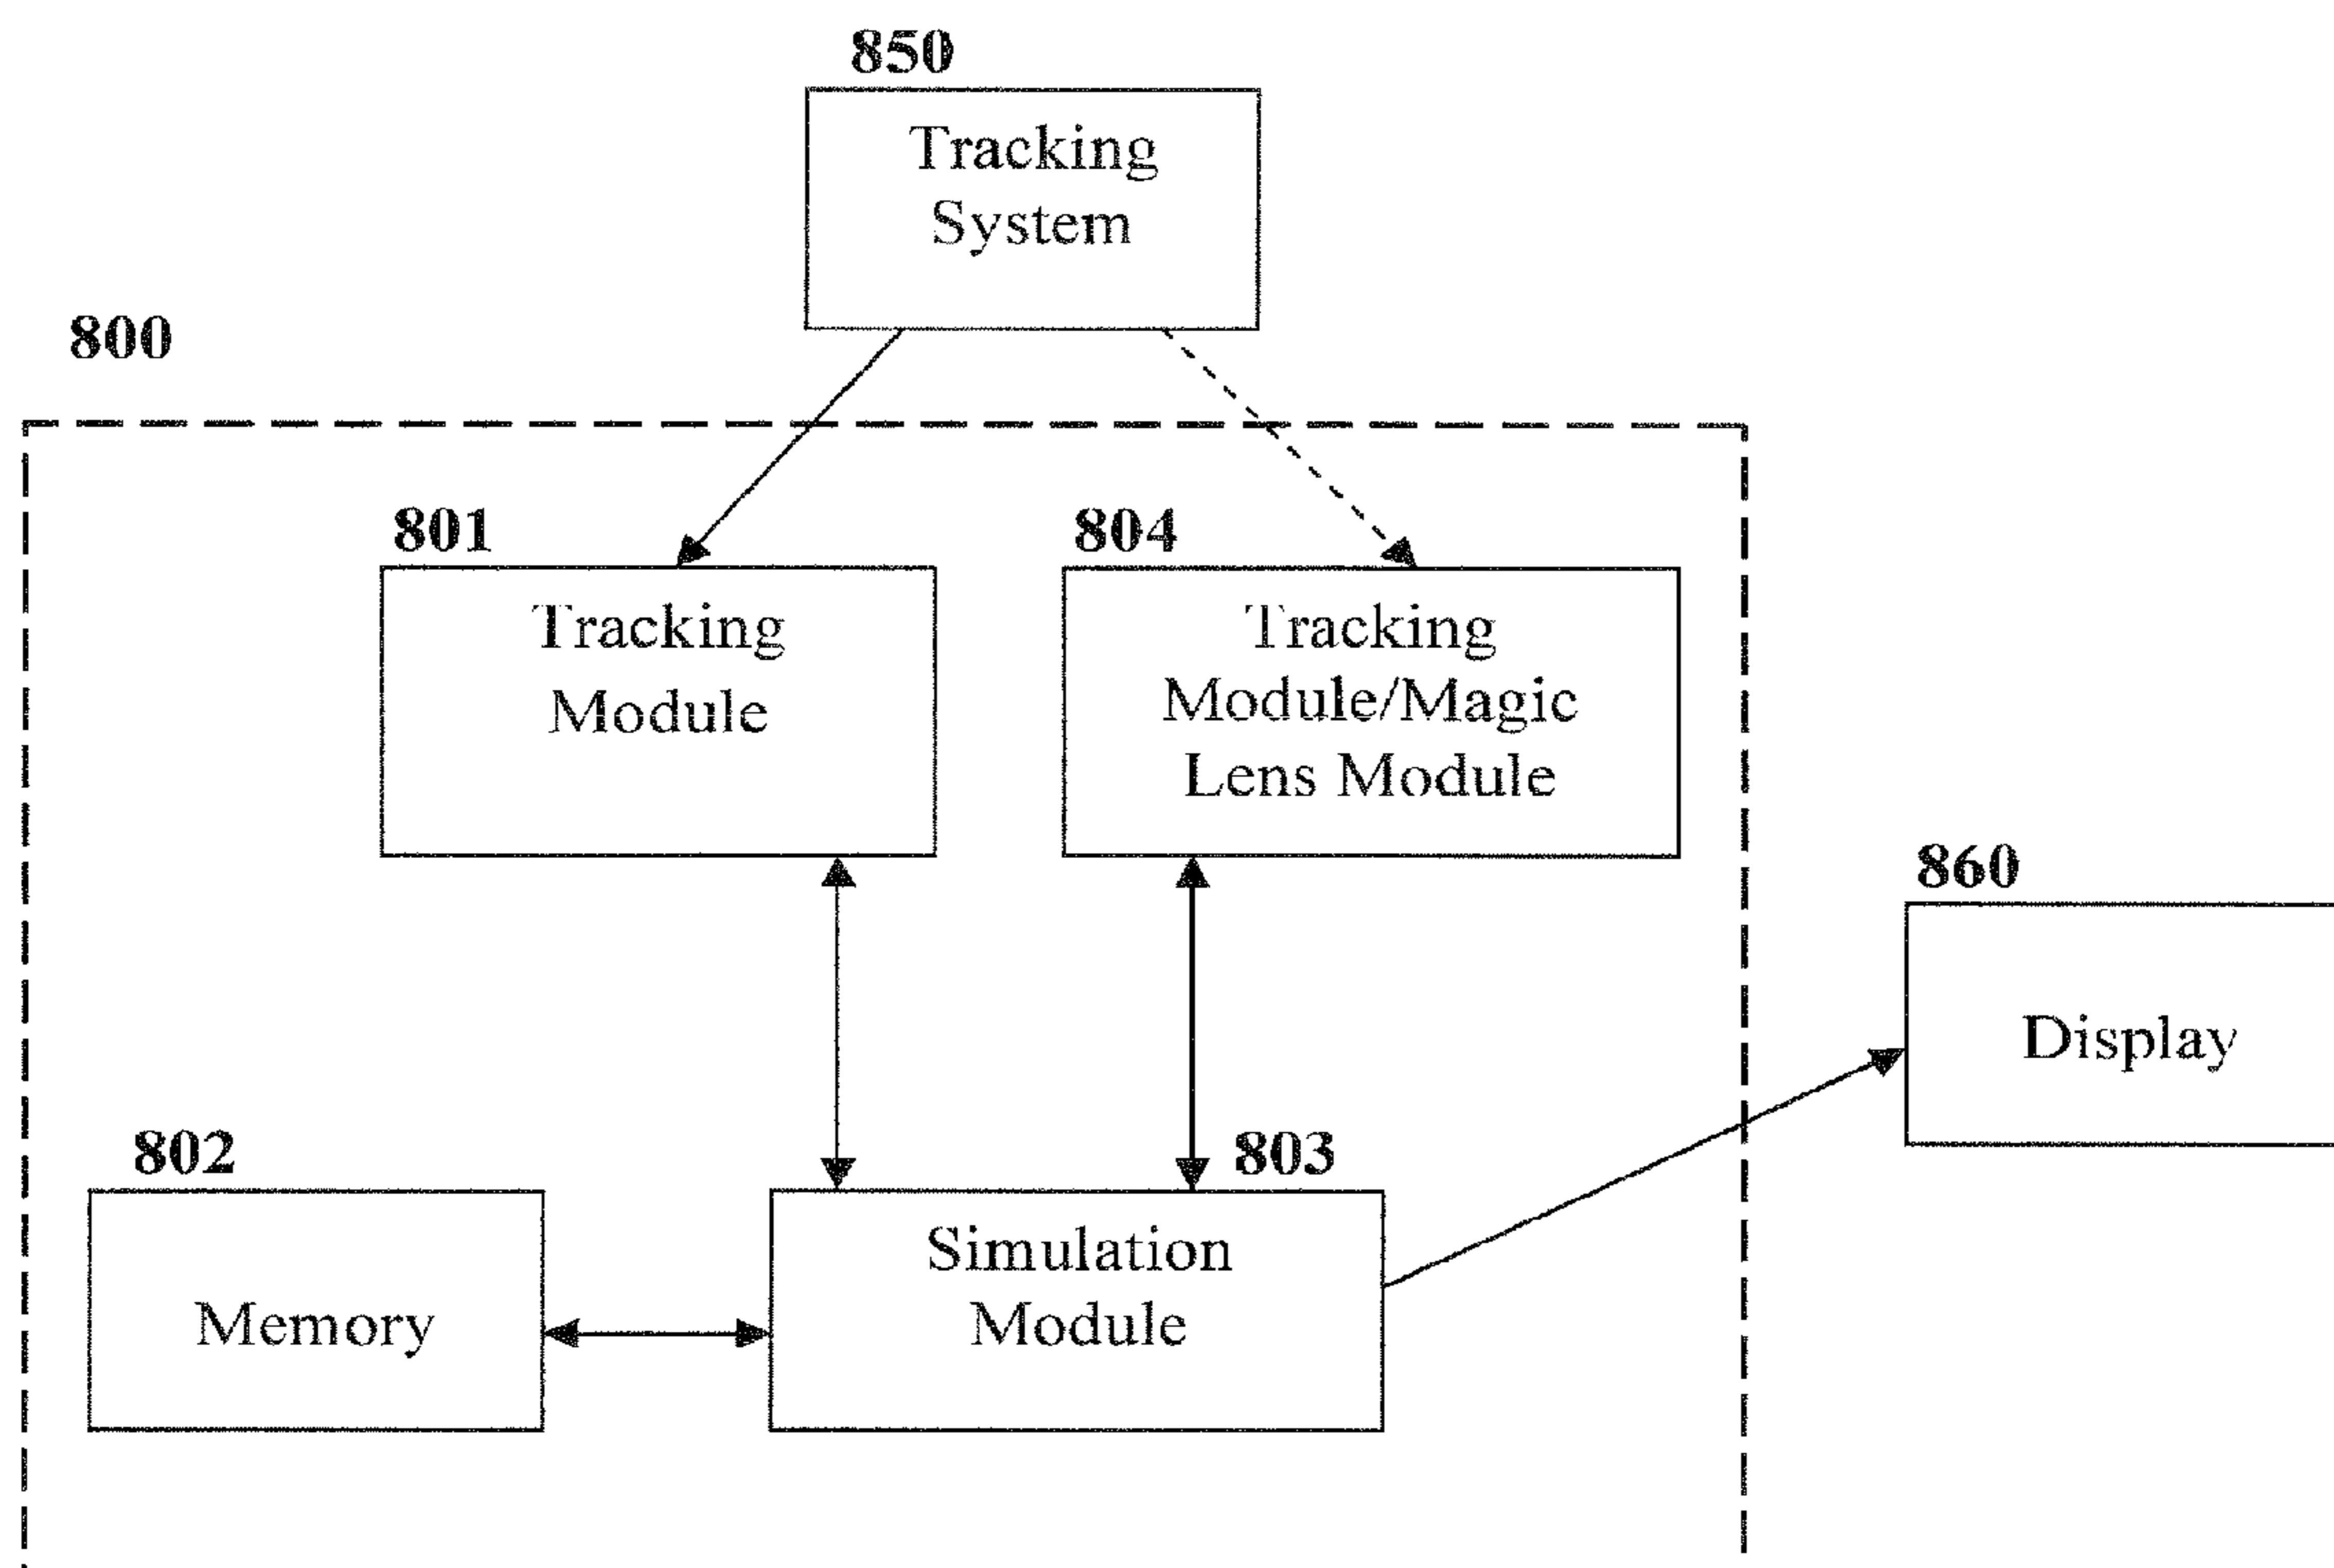 850
Tracking
System
800
801
Tracking
Module
804
Tracking
Module/Magic
Lens Module
860
Display
802
Memory
803
Simulation
Module